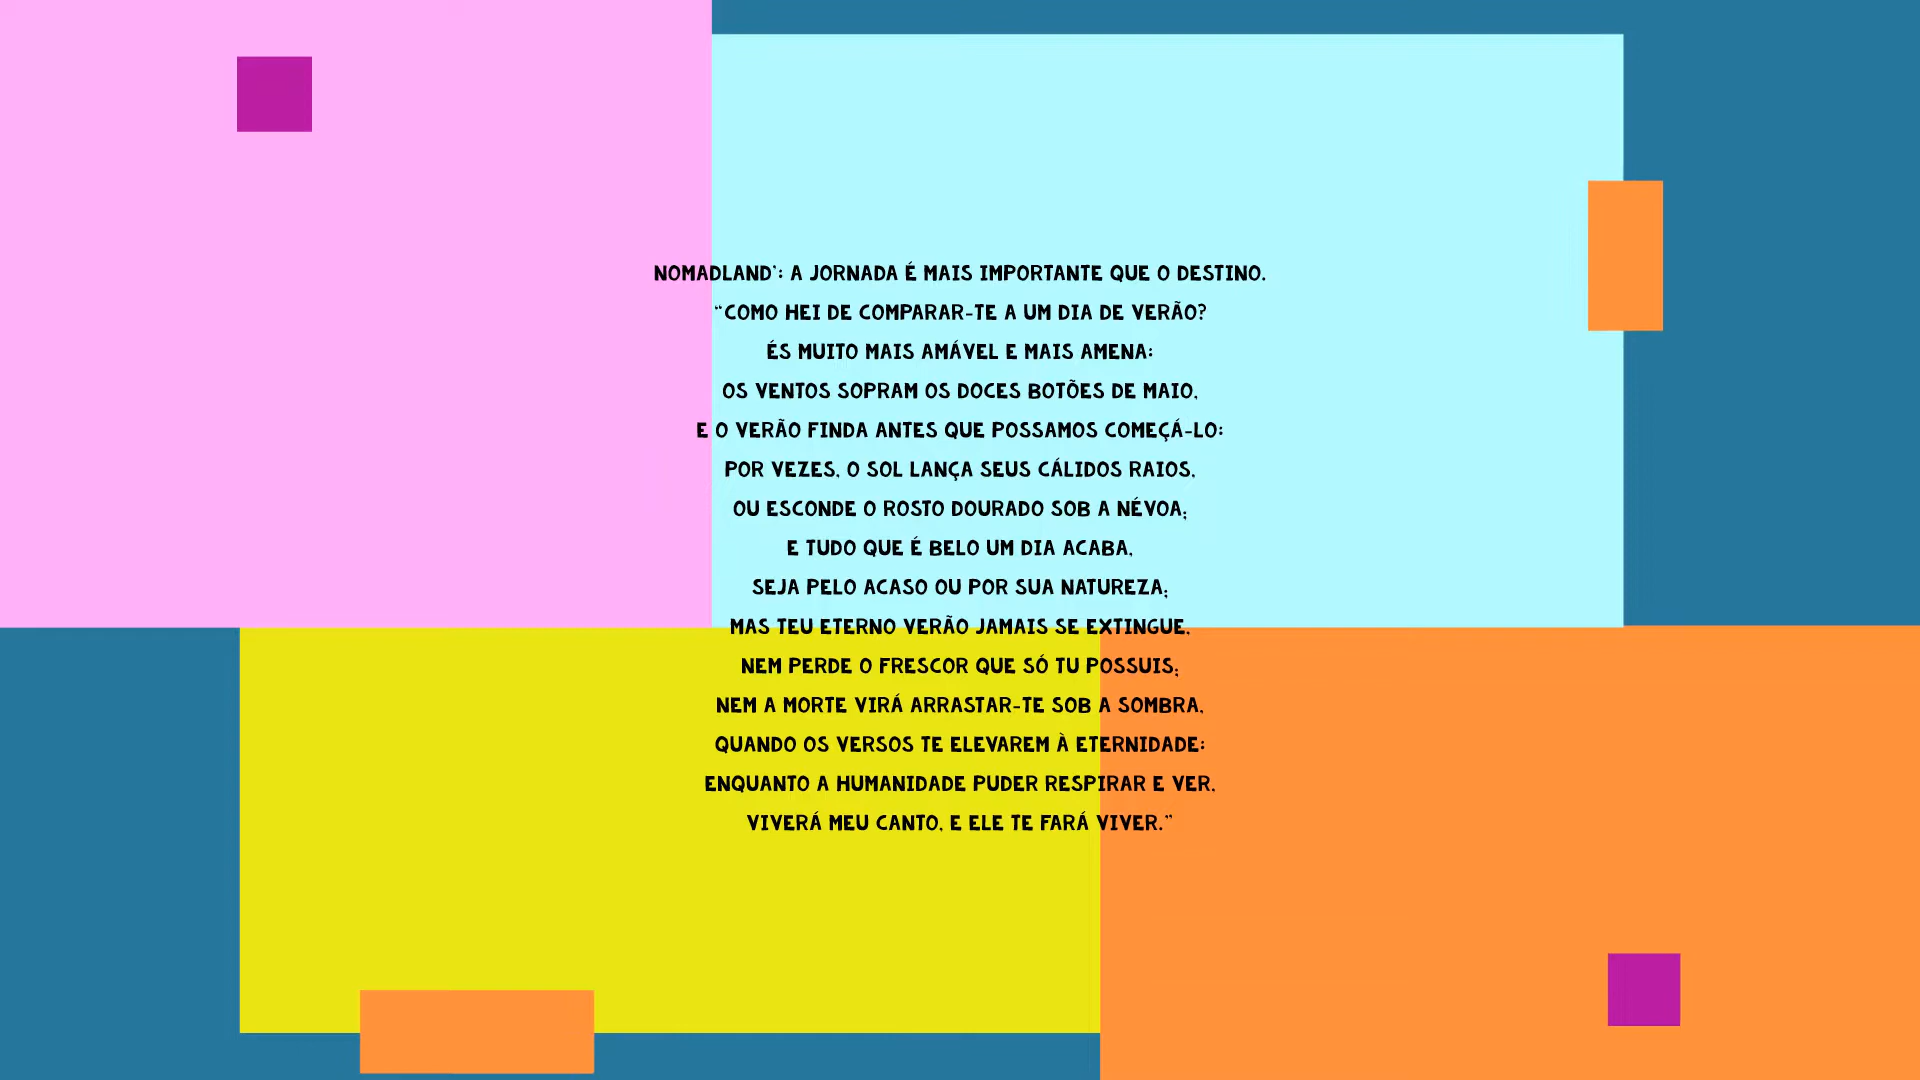 NOMADLAND': A JORNADA É MAIS IMPORTANTE QUE O DESTINO.
“COMO HEI DE COMPARAR-TE A UM DIA DE VERÃO?
ÉS MUITO MAIS AMÁVEL E MAIS AMENA:
OS VENTOS SOPRAM OS DOCES BOTÕES DE MAIO,
E O VERÃO FINDA ANTES QUE POSSAMOS COMEÇÁ-LO:
POR VEZES, O SOL LANÇA SEUS CÁLIDOS RAIOS,
OU ESCONDE O ROSTO DOURADO SOB A NÉVOA;
E TUDO QUE É BELO UM DIA ACABA,
SEJA PELO ACASO OU POR SUA NATUREZA;
MAS TEU ETERNO VERÃO JAMAIS SE EXTINGUE,
NEM PERDE O FRESCOR QUE SÓ TU POSSUIS;
NEM A MORTE VIRÁ ARRASTAR-TE SOB A SOMBRA,
QUANDO OS VERSOS TE ELEVAREM À ETERNIDADE:
ENQUANTO A HUMANIDADE PUDER RESPIRAR E VER,
VIVERÁ MEU CANTO, E ELE TE FARÁ VIVER.”